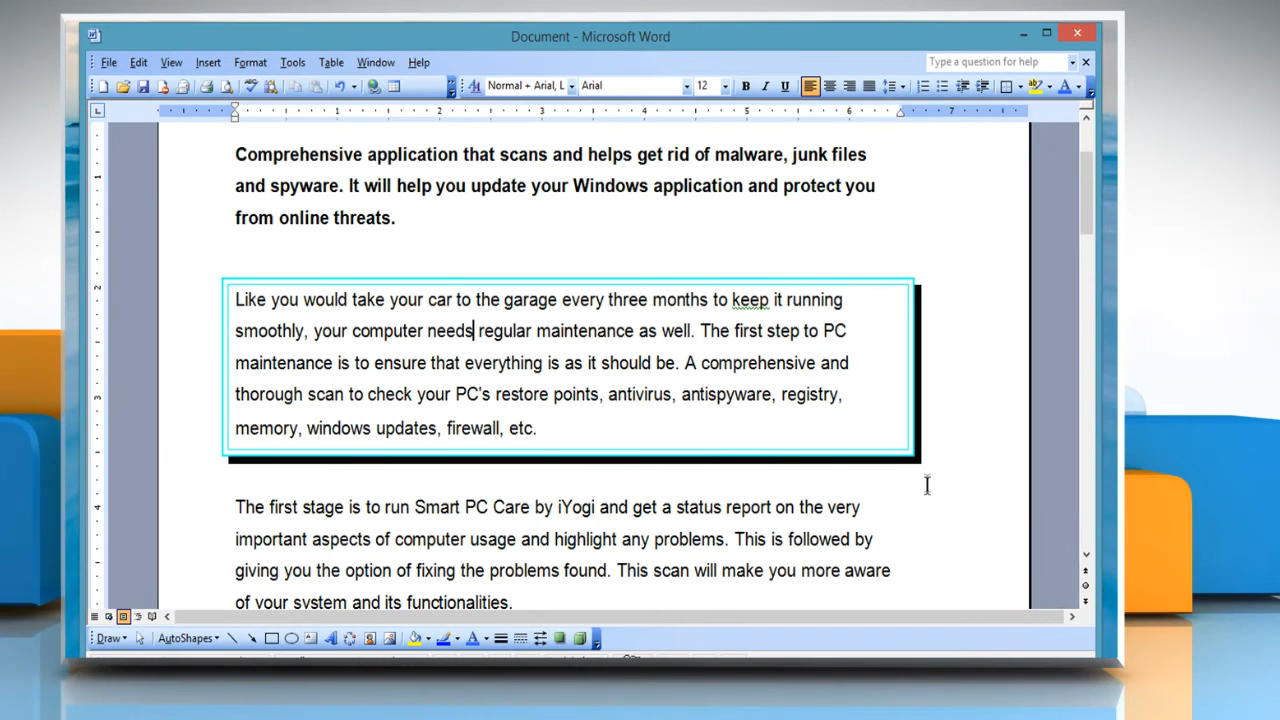 Document - Microsoft Word
File Edit View Insert Format Tools Table Window Help
Type a question for help
Normal + Arial, L Arial 12 B I U A
1 1 2 3 4 5 6 7
Comprehensive application that scans and helps get rid of malware, junk files
and spyware. It will help you update your Windows application and protect you
from online threats.
Like you would take your car to the garage every three months to keep it running
smoothly, your computer needs regular maintenance as well. The first step to PC
maintenance is to ensure that everything is as it should be. A comprehensive and
thorough scan to check your PC's restore points, antivirus, antispyware, registry,
memory, windows updates, firewall, etc.
The first stage is to run Smart PC Care by iYogi and get a status report on the very
important aspects of computer usage and highlight any problems. This is followed by
giving you the option of fixing the problems found. This scan will make you more aware
of your system and its functionalities.
Draw AutoShapes A